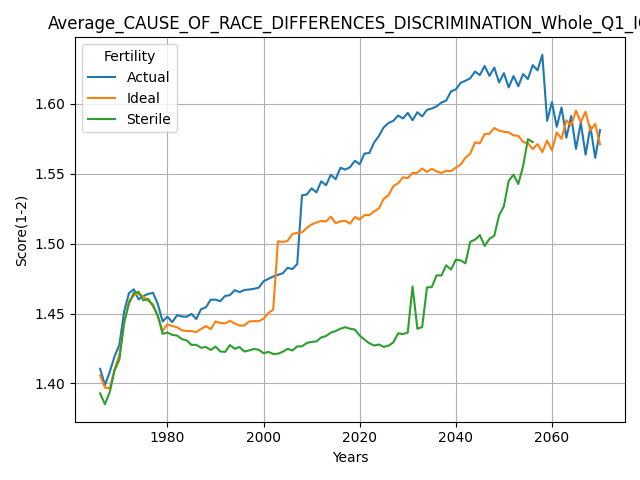 Average_CAUSE_OF_RACE_DIFFERENCES_DISCRIMINATION_Whole_Q1_I
Fertility
Actual
Ideal
Sterile
Score(1-2)
1.60
1.55
1.50
1.45
1.40
1980 2000 2020 2040 2060
Years